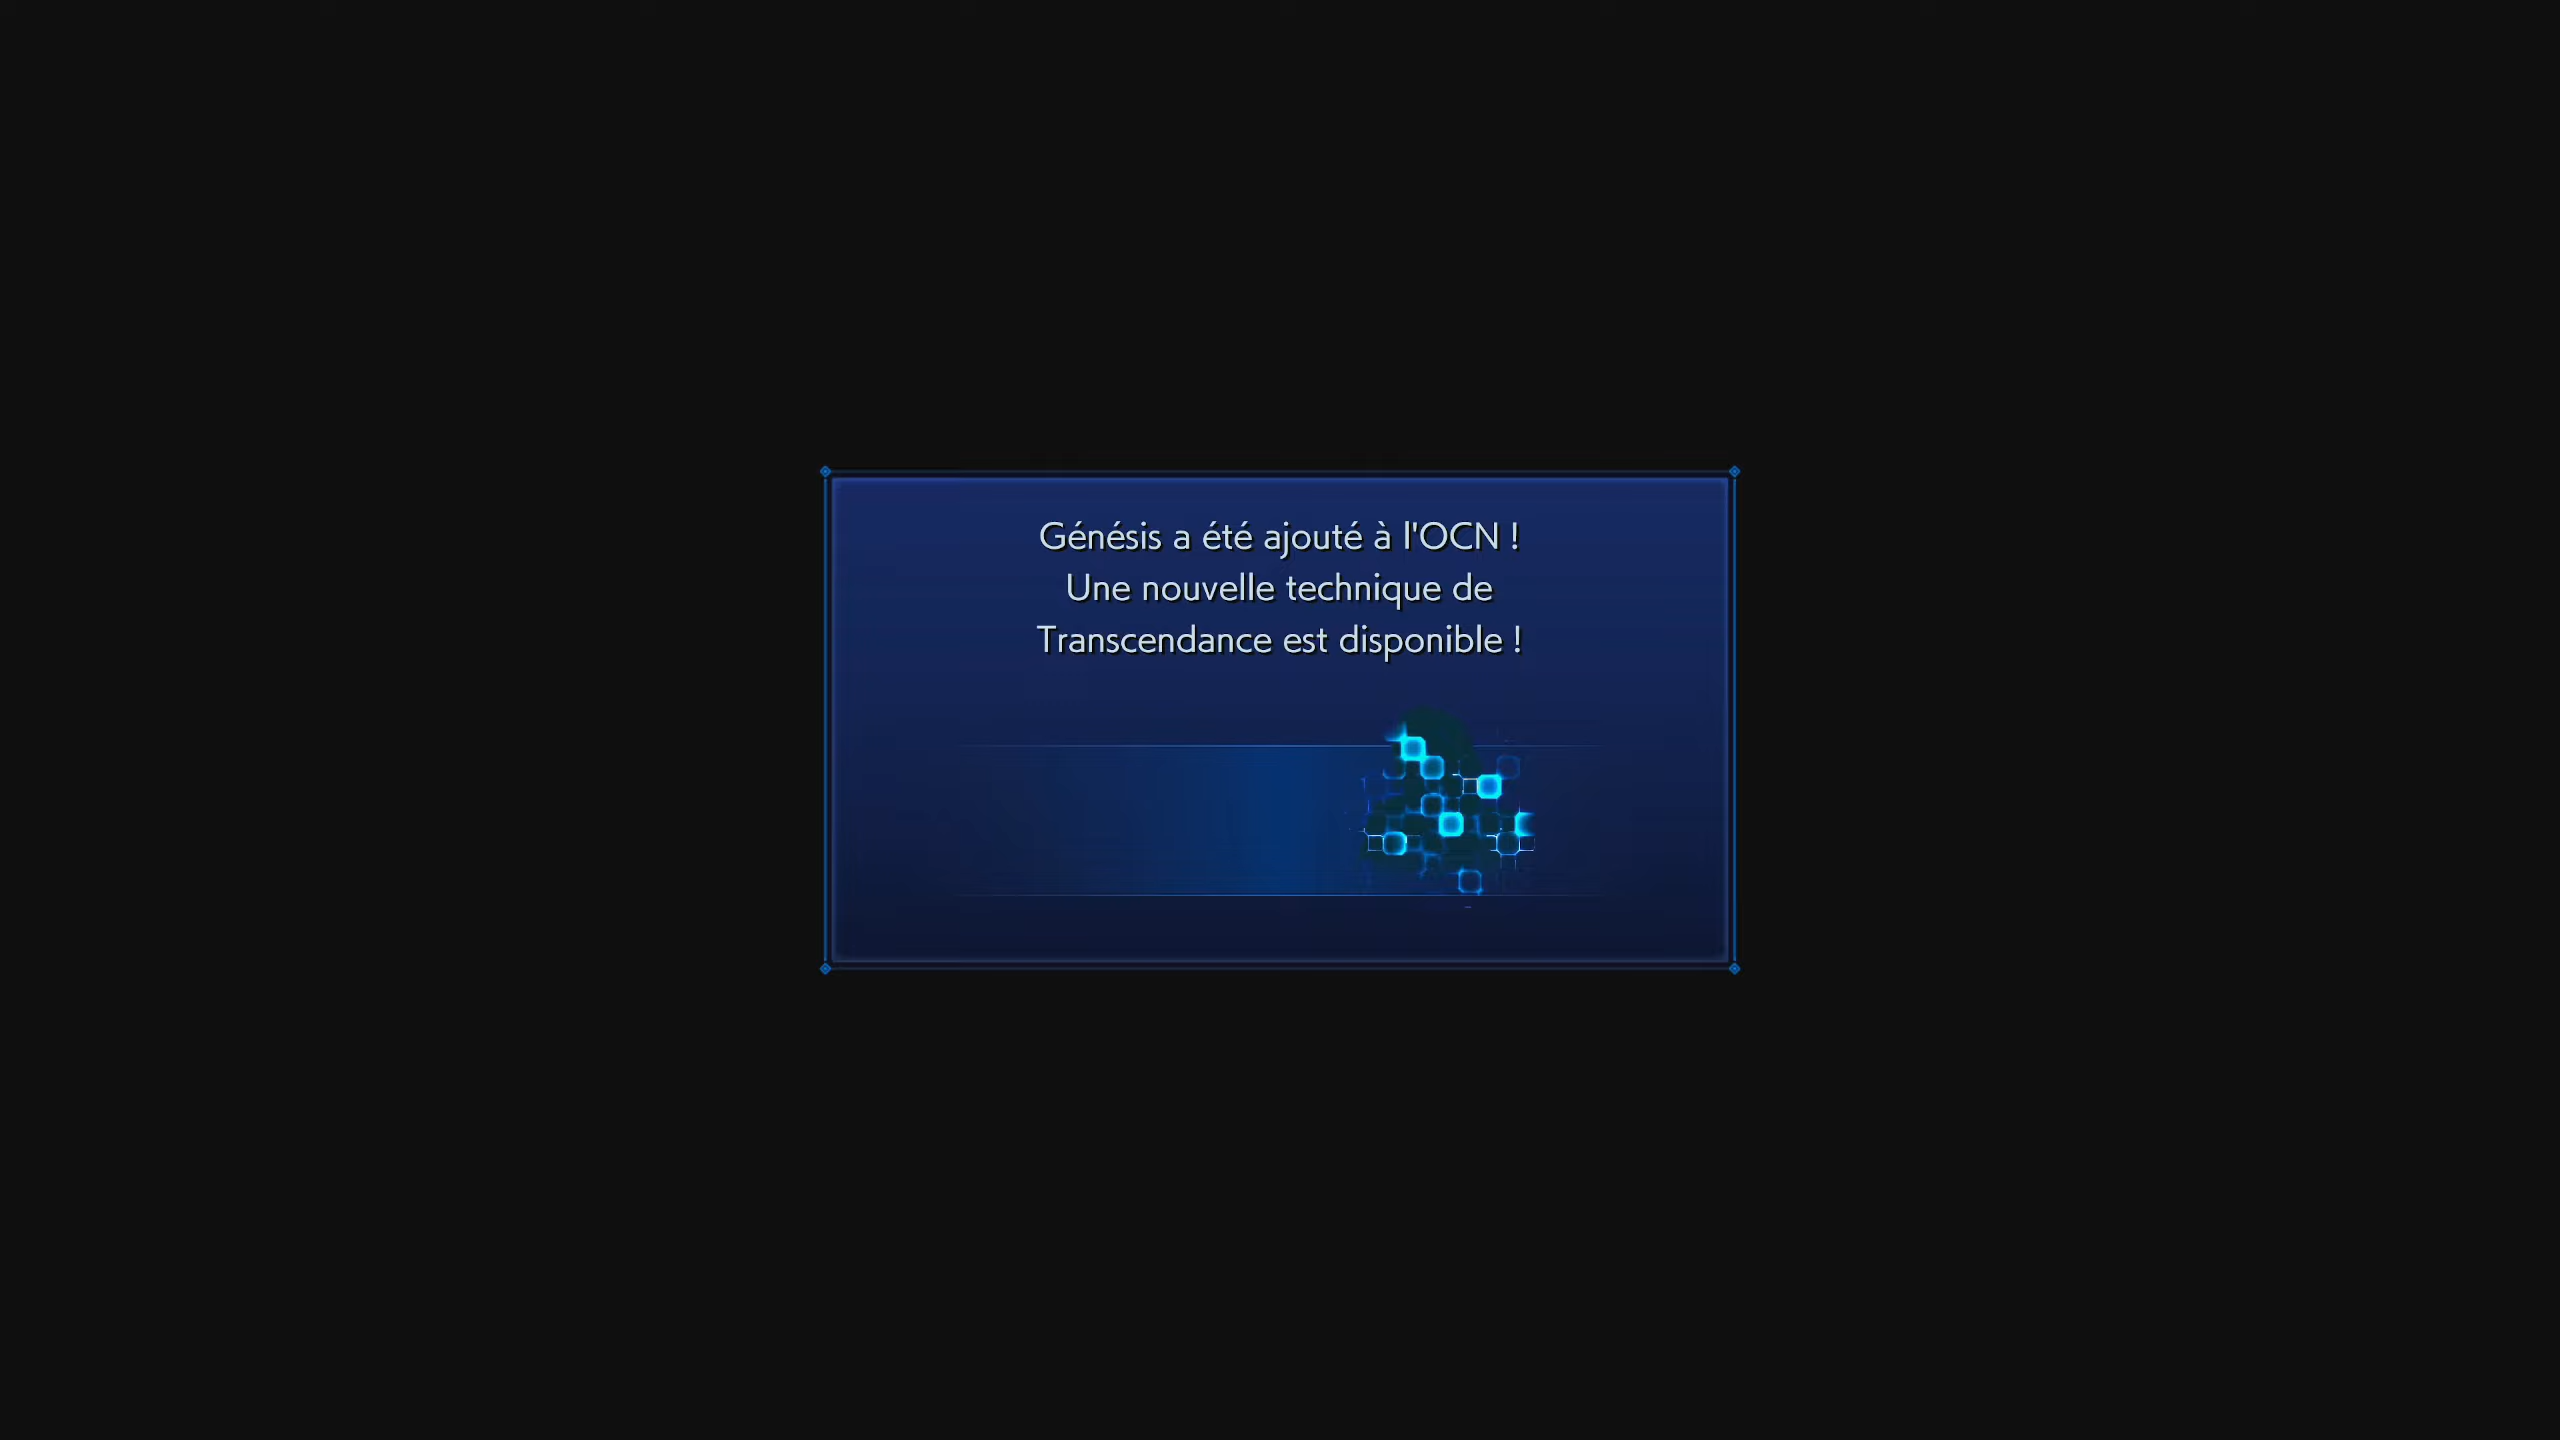 Génésis a été ajouté à l'OCN !
Une nouvelle technique de
Transcendance est disponible !